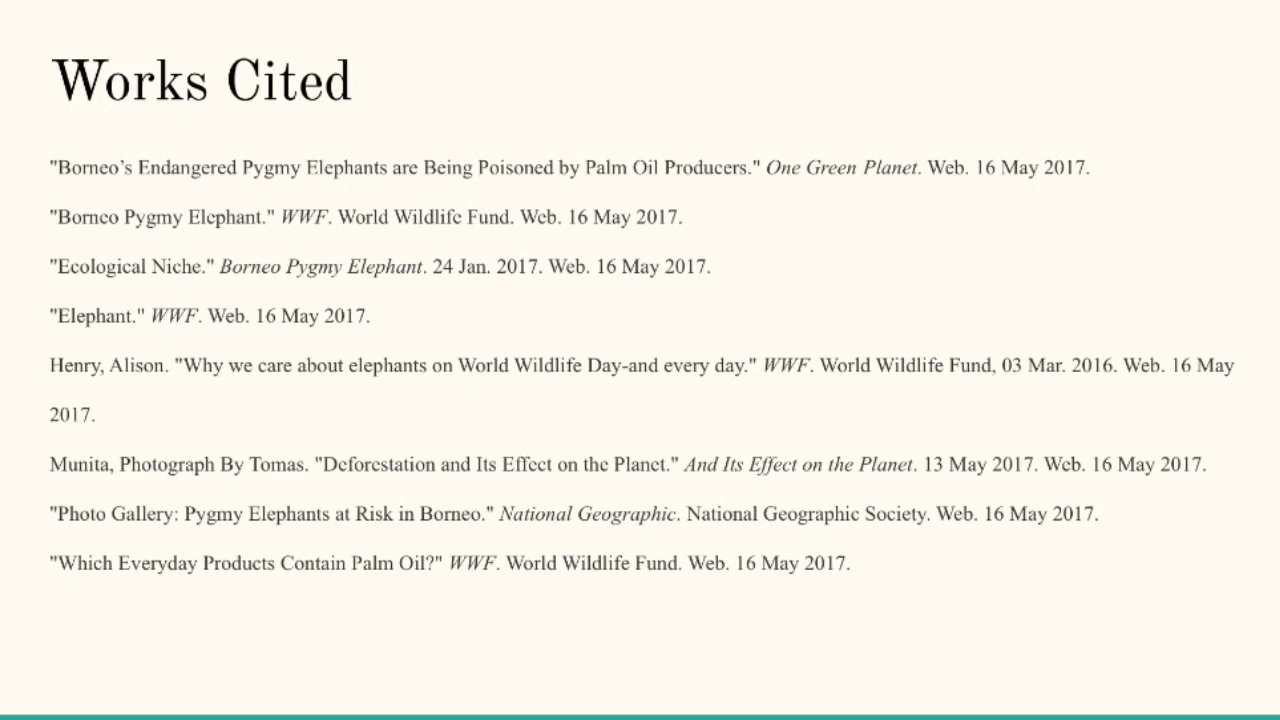 Works Cited
"Borneo’s Endangered Pygmy Elephants are Being Poisoned by Palm Oil Producers." One Green Planet. Web. 16 May 2017.
"Borneo Pygmy Elephant." WWF. World Wildlife Fund. Web. 16 May 2017.
"Ecological Niche." Borneo Pygmy Elephant. 24 Jan. 2017. Web. 16 May 2017.
"Elephant." WWF. Web. 16 May 2017.
Henry, Alison. "Why we care about elephants on World Wildlife Day-and every day." WWF. World Wildlife Fund, 03 Mar. 2016. Web. 16 May
2017.
Munita, Photograph By Tomas. "Deforestation and Its Effect on the Planet." And Its Effect on the Planet. 13 May 2017. Web. 16 May 2017.
"Photo Gallery: Pygmy Elephants at Risk in Borneo." National Geographic. National Geographic Society. Web. 16 May 2017.
"Which Everyday Products Contain Palm Oil?" WWF. World Wildlife Fund. Web. 16 May 2017.